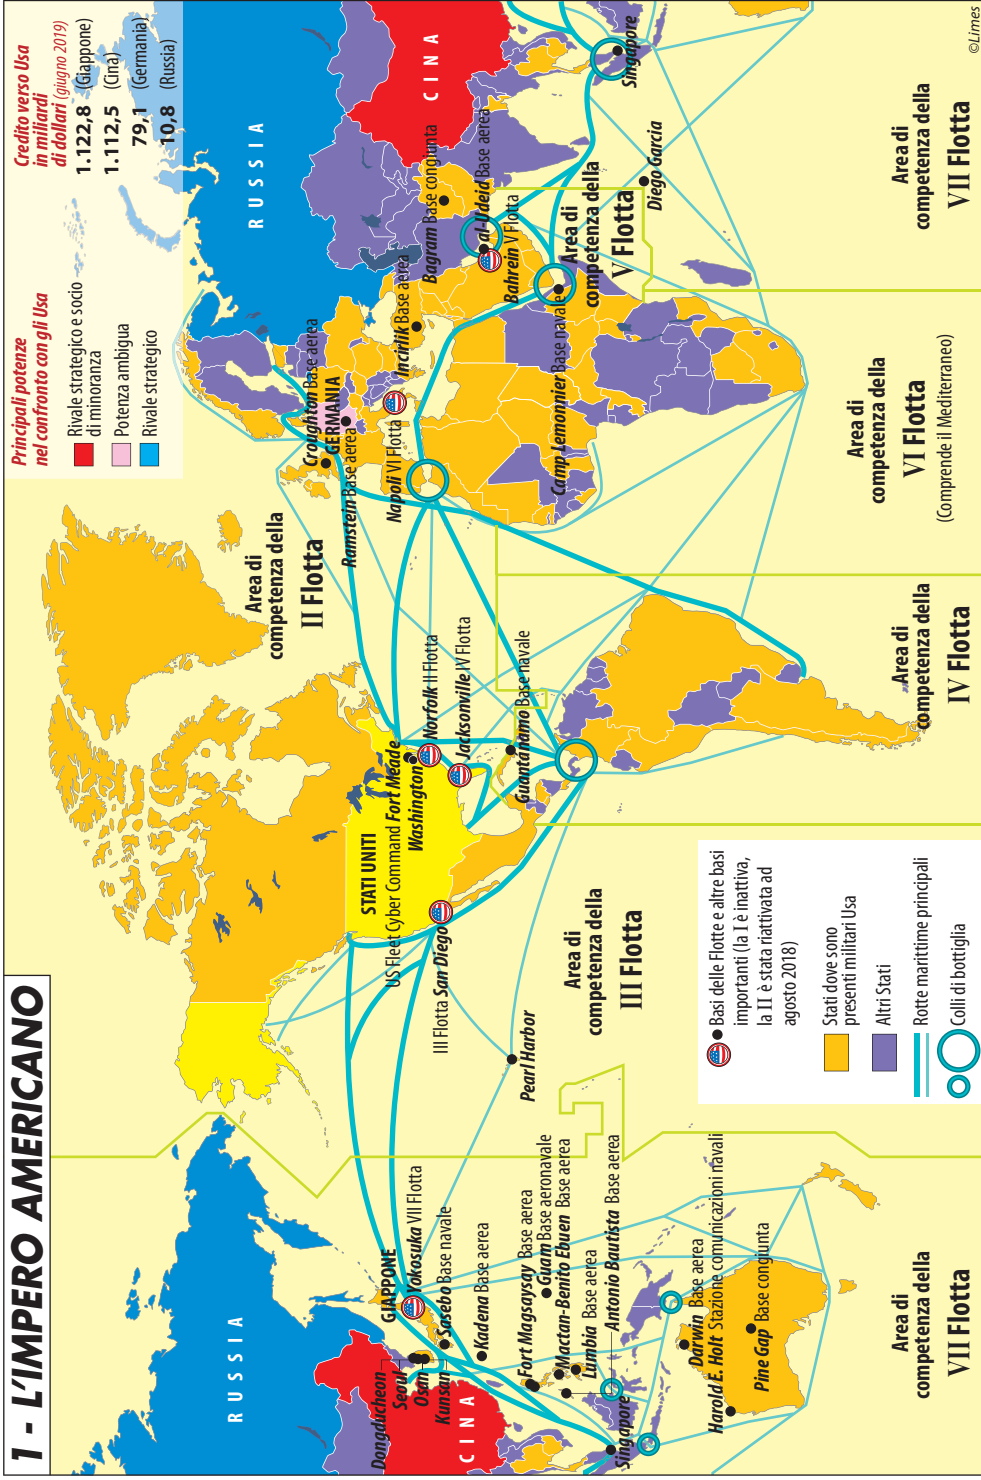 1 - L'IMPERO AMERICANO
Principali potenze
nel confronto con gli Usa
Rivale strategico e socio
di minoranza
Potenza ambigua
Rivale strategico
Credito verso Usa
in miliardi
di dollari (giugno 2019)
1.122,8 (Giappone)
1.112,5 (Cina)
79,1 (Germania)
10,8 (Russia)
RUSSIA
RUSSIA
CINA
CINA
GIAPPONE
Yokosuka VII Flotta
Sasebo Base navale
Kadena Base aerea
Dongducheon
Seoul
Osan
Kunsan
Fort Magsaysay Base aerea
Guam Base aeronavale
Mactan-Benito Ebuen Base aerea
Lumbia Base aerea
Antonio Bautista Base aerea
Singapore
Darwin Base aerea
Harold E. Holt Stazione comunicazioni navali
Pine Gap Base congiunta
Area di
competenza della
VII Flotta
Pearl Harbor
III Flotta San Diego
Area di
competenza della
III Flotta
STATI UNITI
US Fleet Cyber Command Fort Meade
Washington
Norfolk II Flotta
Jacksonville IV Flotta
Guantánamo Base navale
Area di
competenza della
II Flotta
Area di
competenza della
IV Flotta
Croughton Base aerea
GERMANIA
Ramstein Base aerea
Napoli VI Flotta
Incirlik Base aerea
Camp Lemonnier Base navale
Area di
competenza della
VI Flotta
(Comprende il Mediterraneo)
Bagram Base congiunta
al-Udeid Base aerea
Bahrein V Flotta
Area di
competenza della
V Flotta
Diego Garcia
Singapore
Area di
competenza della
VII Flotta
Basi delle Flotte e altre basi
importanti (la I è inattiva,
la II è stata riattivata ad
agosto 2018)
Stati dove sono
presenti militari Usa
Altri Stati
Rotte marittime principali
Colli di bottiglia
©Limes